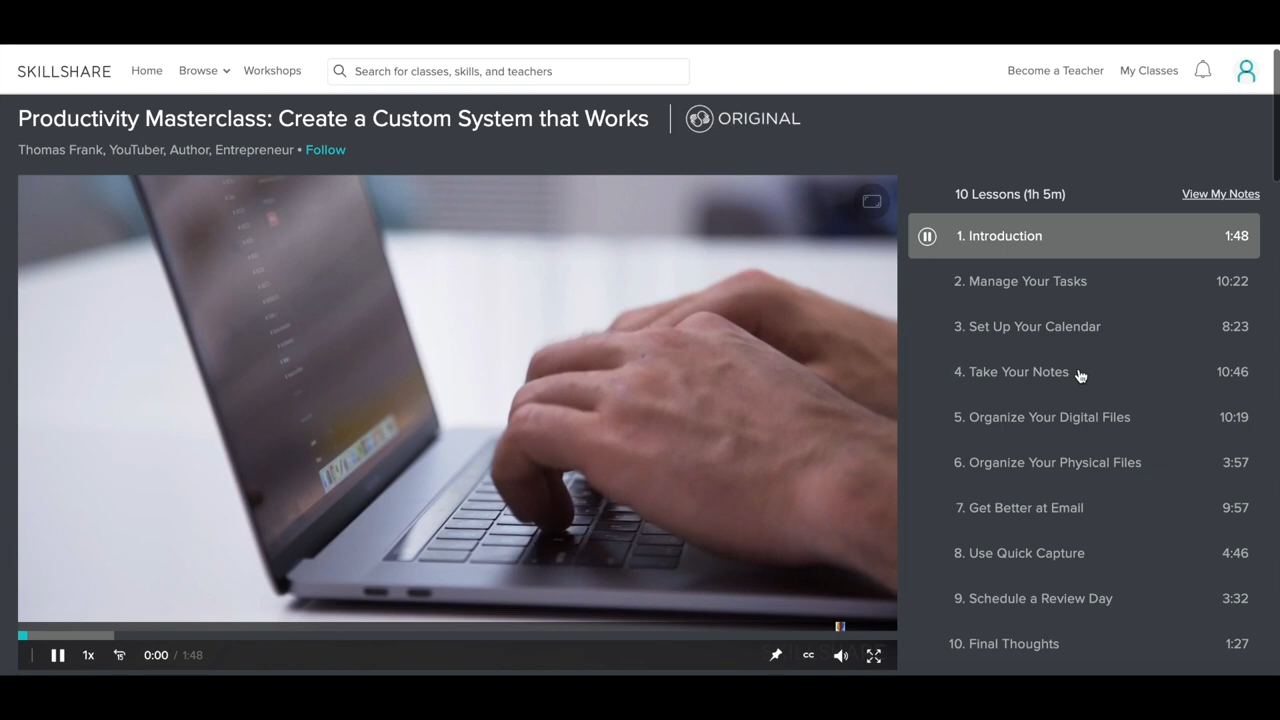 SKILLSHARE Home Browse Workshops Search for classes, skills, and teachers Become a Teacher My Classes
Productivity Masterclass: Create a Custom System that Works ORIGINAL
Thomas Frank, YouTuber, Author, Entrepreneur • Follow
10 Lessons (1h 5m) View My Notes
1. Introduction 1:48
2. Manage Your Tasks 10:22
3. Set Up Your Calendar 8:23
4. Take Your Notes 10:46
5. Organize Your Digital Files 10:19
6. Organize Your Physical Files 3:57
7. Get Better at Email 9:57
8. Use Quick Capture 4:46
9. Schedule a Review Day 3:32
10. Final Thoughts 1:27
1x 15 0:00 / 1:48 CC